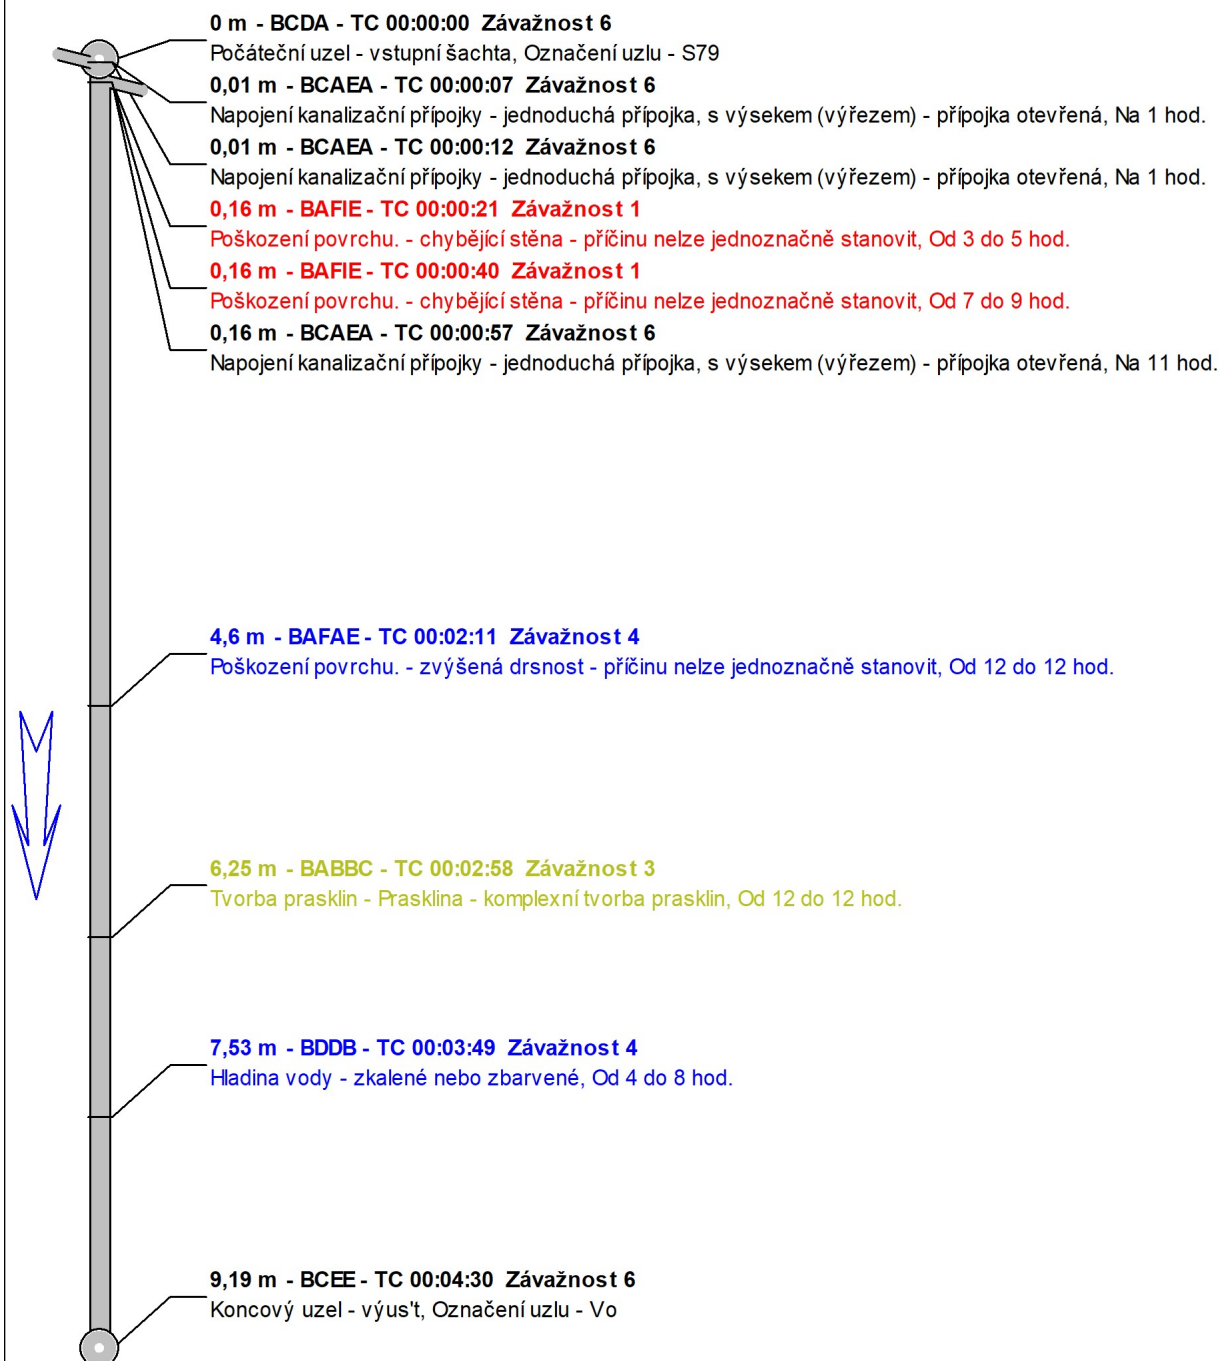 0 m - BCDA - TC 00:00:00 Závažnost 6
Počáteční uzel - vstupní šachta, Označení uzlu - S79
0,01 m - BCAEA - TC 00:00:07 Závažnost 6
Napojení kanalizační přípojky - jednoduchá přípojka, s výsekem (výřezem) - přípojka otevřená, Na 1 hod.
0,01 m - BCAEA - TC 00:00:12 Závažnost 6
Napojení kanalizační přípojky - jednoduchá přípojka, s výsekem (výřezem) - přípojka otevřená, Na 1 hod.
0,16 m - BAFIE - TC 00:00:21 Závažnost 1
Poškození povrchu. - chybějící stěna - příčinu nelze jednoznačně stanovit, Od 3 do 5 hod.
0,16 m - BAFIE - TC 00:00:40 Závažnost 1
Poškození povrchu. - chybějící stěna - příčinu nelze jednoznačně stanovit, Od 7 do 9 hod.
0,16 m - BCAEA - TC 00:00:57 Závažnost 6
Napojení kanalizační přípojky - jednoduchá přípojka, s výsekem (výřezem) - přípojka otevřená, Na 11 hod.
4,6 m - BAFAE - TC 00:02:11 Závažnost 4
Poškození povrchu. - zvýšená drsnost - příčinu nelze jednoznačně stanovit, Od 12 do 12 hod.
6,25 m - BABBC - TC 00:02:58 Závažnost 3
Tvorba prasklin - Prasklina - komplexní tvorba prasklin, Od 12 do 12 hod.
7,53 m - BDDB - TC 00:03:49 Závažnost 4
Hladina vody - zkalené nebo zbarvené, Od 4 do 8 hod.
9,19 m - BCEE - TC 00:04:30 Závažnost 6
Koncový uzel - výus't, Označení uzlu - Vo